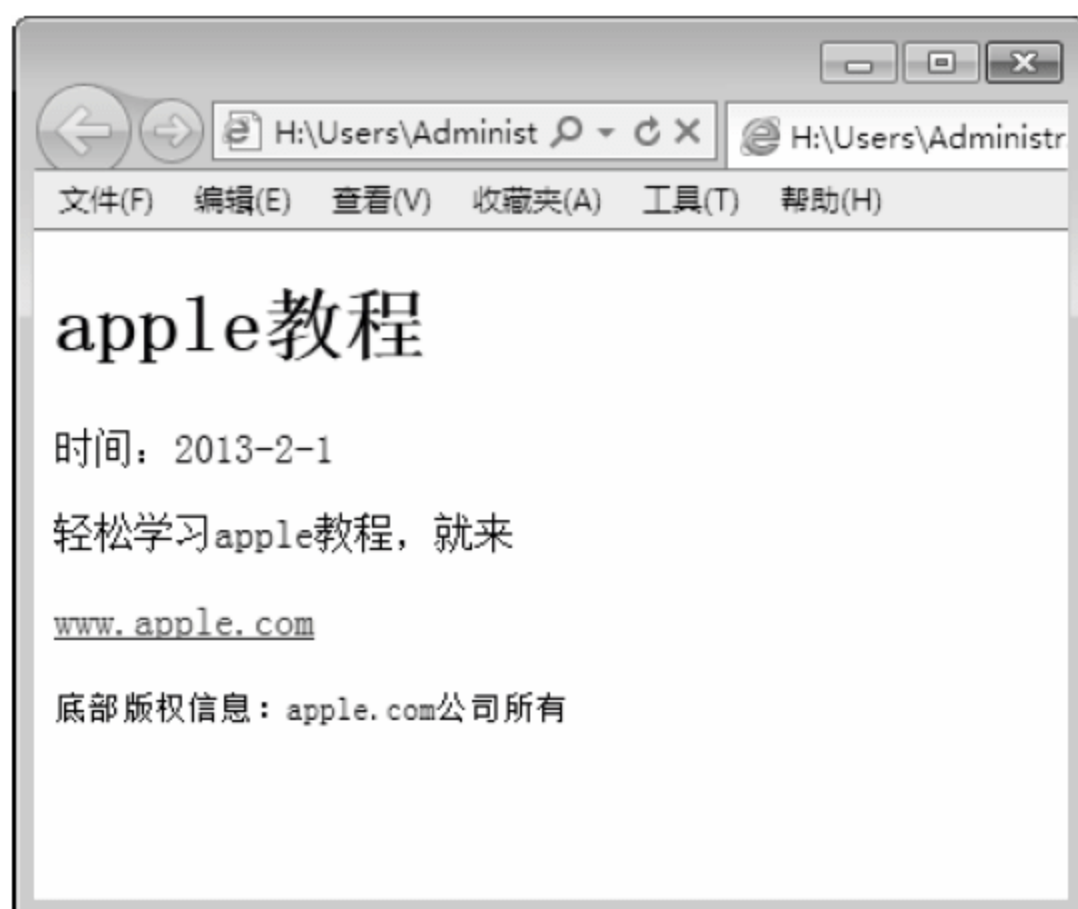 H:\Users\Administ
H:\Users\Administr
文件(F) 编辑(E) 查看(V) 收藏夹(A) 工具(T) 帮助(H)
apple教程
时间：2013-2-1
轻松学习apple教程，就来
www.apple.com
底部版权信息：apple.com公司所有